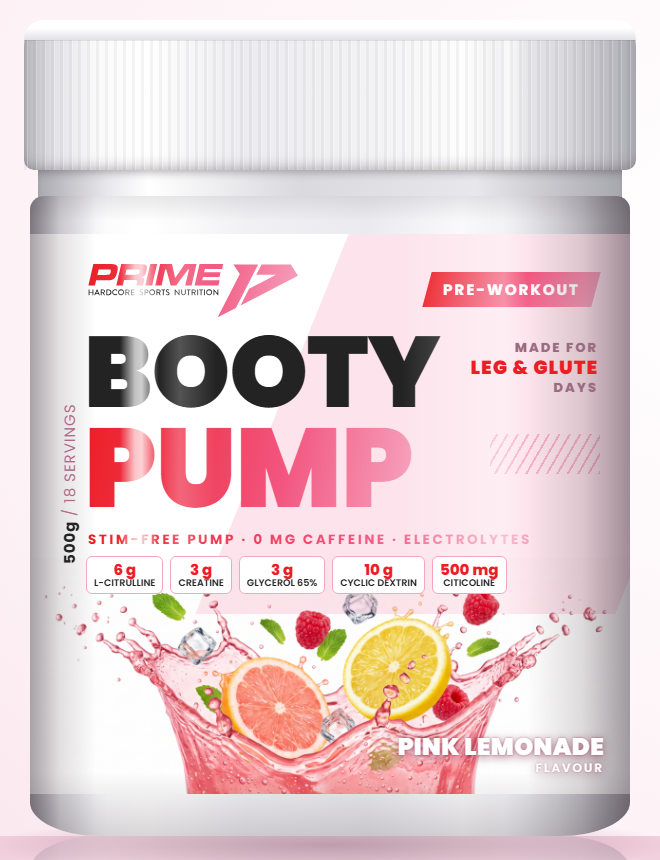 PRIME 17
HARDCORE SPORTS NUTRITION
PRE-WORKOUT
BOOTY
PUMP
MADE FOR
LEG & GLUTE
DAYS
500g / 18 SERVINGS
STIM-FREE PUMP · 0 MG CAFFEINE · ELECTROLYTES
6 g
L-CITRULLINE
3 g
CREATINE
3 g
GLYCEROL 65%
10 g
CYCLIC DEXTRIN
500 mg
CITICOLINE
PINK LEMONADE
FLAVOUR